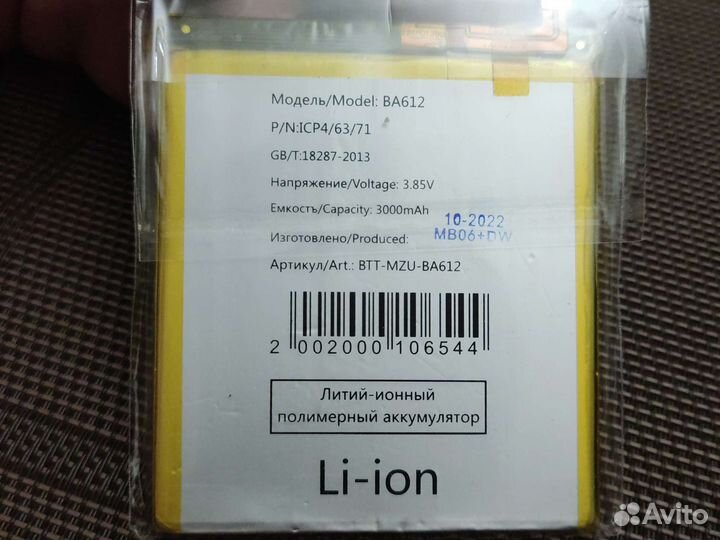 Модель/Model: BA612
P/N:ICP4/63/71
GB/T:18287-2013
Напряжение/Voltage: 3.85V
Емкостъ/Capacity: 3000mAh
10-2022
Изготовлено/Produced: MB06+DW
Артикул/Art.: BTT-MZU-BA612
2 002000 106544
Литий-ионный
полимерный аккумулятор
Li-ion
Avito